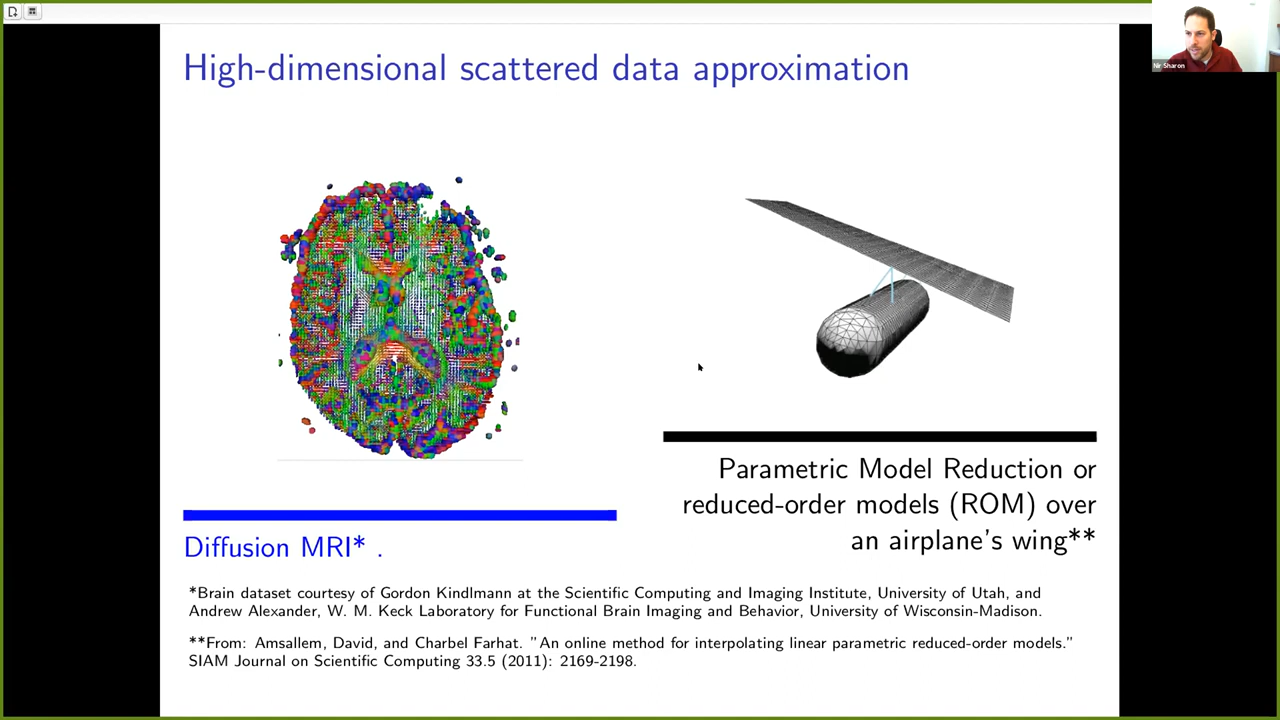 High-dimensional scattered data approximation
Nir Sharon
Parametric Model Reduction or
reduced-order models (ROM) over
an airplane's wing**
Diffusion MRI* .
*Brain dataset courtesy of Gordon Kindlmann at the Scientific Computing and Imaging Institute, University of Utah, and
Andrew Alexander, W. M. Keck Laboratory for Functional Brain Imaging and Behavior, University of Wisconsin-Madison.
**From: Amsallem, David, and Charbel Farhat. "An online method for interpolating linear parametric reduced-order models."
SIAM Journal on Scientific Computing 33.5 (2011): 2169-2198.